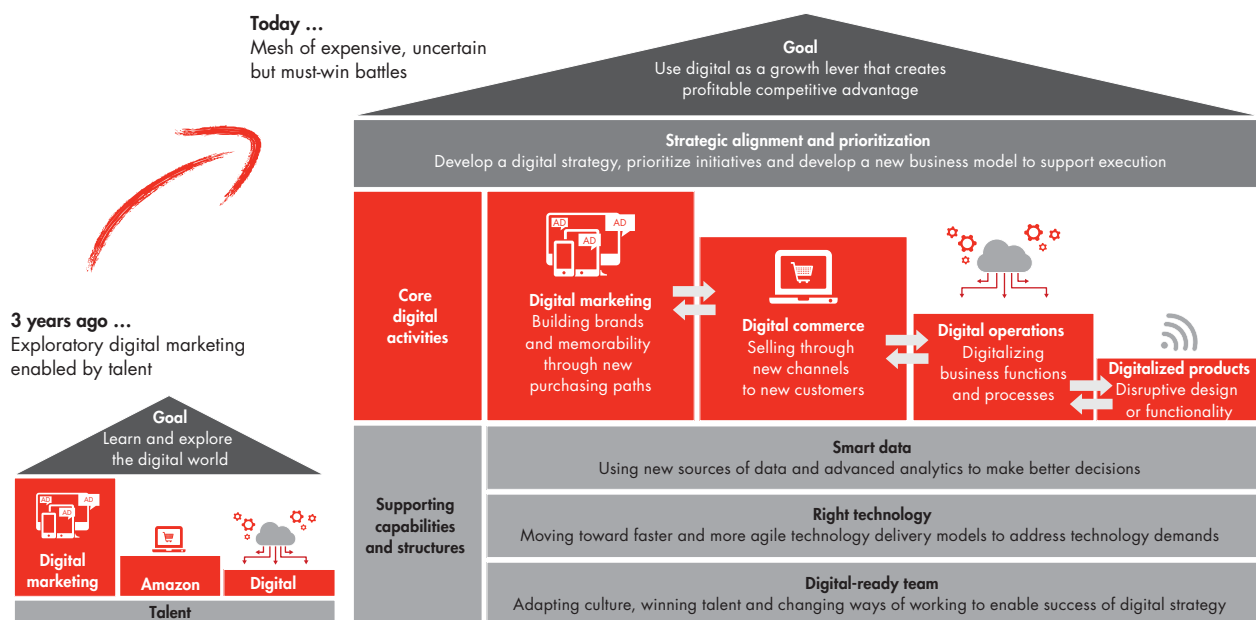 Today ...
Mesh of expensive, uncertain
but must-win battles
Goal
Use digital as a growth lever that creates
profitable competitive advantage
Strategic alignment and prioritization
Develop a digital strategy, prioritize initiatives and develop a new business model to support execution
Core
digital
activities
AD
AD
AD
Digital marketing
Building brands
and memorability
through new
purchasing paths
Digital commerce
Selling through
new channels
to new customers
Digital operations
Digitalizing
business functions
and processes
Digitalized products
Disruptive design
or functionality
Supporting
capabilities
and structures
Smart data
Using new sources of data and advanced analytics to make better decisions
Right technology
Moving toward faster and more agile technology delivery models to address technology demands
Digital-ready team
Adapting culture, winning talent and changing ways of working to enable success of digital strategy
3 years ago ...
Exploratory digital marketing
enabled by talent
Goal
Learn and explore
the digital world
AD
AD
AD
Digital
marketing
Amazon
Digital
Talent